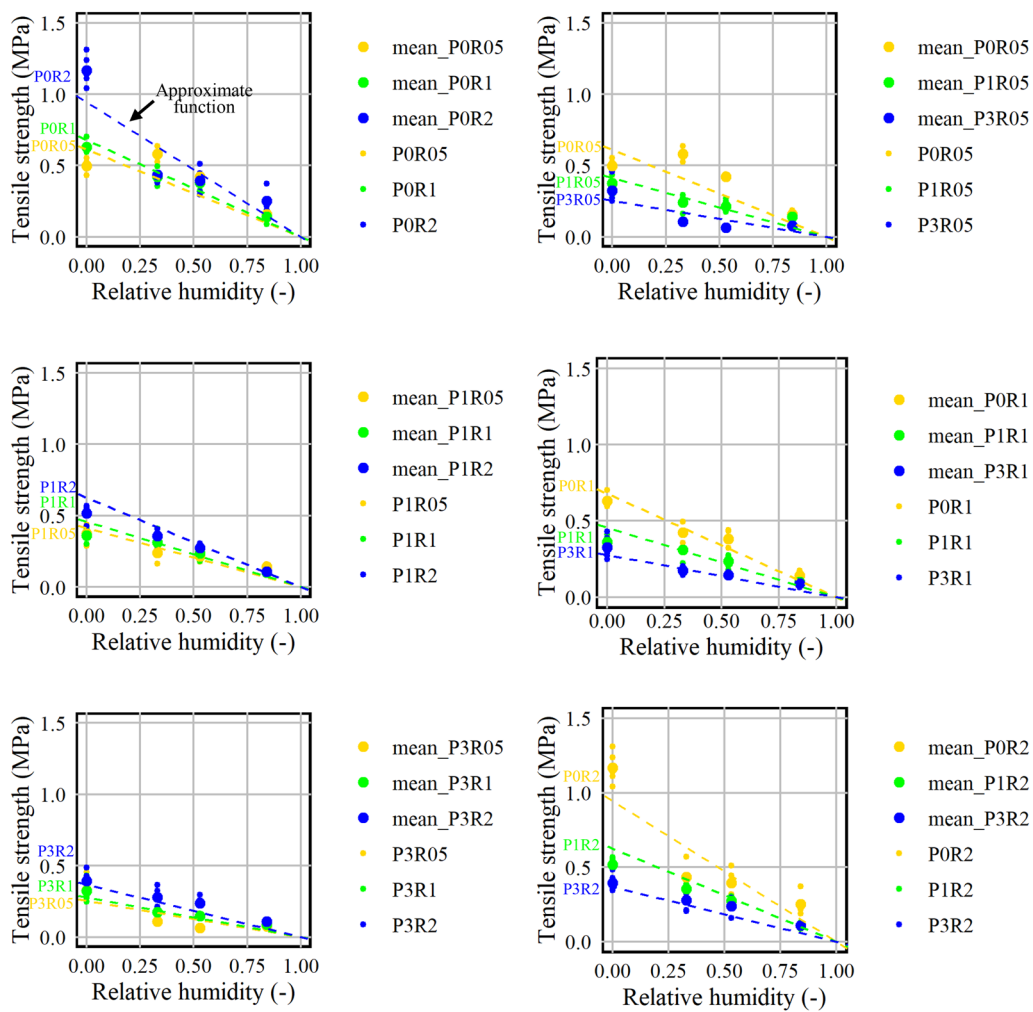 Tensile strength (MPa)
1.5
1.0
0.5
0.0
P0R2
P0R1
P0R05
Approximate
function
0.00
0.25
0.50
0.75
1.00
Relative humidity (-)
mean_P0R05
mean_P0R1
mean_P0R2
P0R05
P0R1
P0R2
Tensile strength (MPa)
1.5
1.0
0.5
0.0
P0R05
P1R05
P3R05
0.00
0.25
0.50
0.75
1.00
Relative humidity (-)
mean_P0R05
mean_P1R05
mean_P3R05
P0R05
P1R05
P3R05
Tensile strength (MPa)
1.5
1.0
0.5
0.0
P1R2
P1R1
P1R05
0.00
0.25
0.50
0.75
1.00
Relative humidity (-)
mean_P1R05
mean_P1R1
mean_P1R2
P1R05
P1R1
P1R2
Tensile strength (MPa)
1.5
1.0
0.5
0.0
P0R1
P1R1
P3R1
0.00
0.25
0.50
0.75
1.00
Relative humidity (-)
mean_P0R1
mean_P1R1
mean_P3R1
P0R1
P1R1
P3R1
Tensile strength (MPa)
1.5
1.0
0.5
0.0
P3R2
P3R1
P3R05
0.00
0.25
0.50
0.75
1.00
Relative humidity (-)
mean_P3R05
mean_P3R1
mean_P3R2
P3R05
P3R1
P3R2
Tensile strength (MPa)
1.5
1.0
0.5
0.0
P0R2
P1R2
P3R2
0.00
0.25
0.50
0.75
1.00
Relative humidity (-)
mean_P0R2
mean_P1R2
mean_P3R2
P0R2
P1R2
P3R2